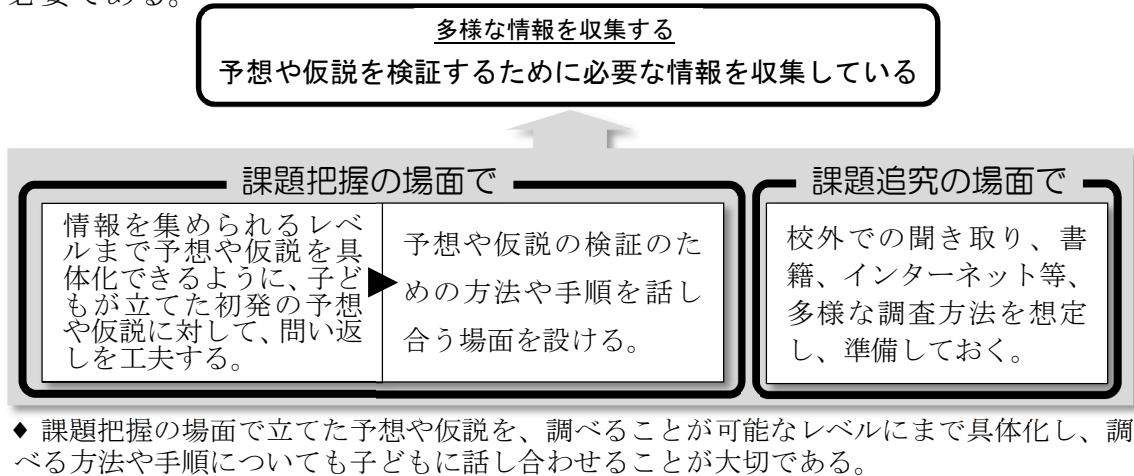 必要である。
多様な情報を収集する
予想や仮説を検証するために必要な情報を収集している
課題把握の場面で
情報を集められるレベ
ルまで予想や仮説を具
体化できるように、子ど
もが立てた初発の予想
や仮説に対して、問い返
しを工夫する。
予想や仮説の検証のた
めの方法や手順を話し
合う場面を設ける。
課題追究の場面で
校外での聞き取り、書
籍、インターネット等、
多様な調査方法を想定
し、準備しておく。
♦ 課題把握の場面で立てた予想や仮説を、調べることが可能なレベルにまで具体化し、調
べる方法や手順についても子どもに話し合わせることが大切である。